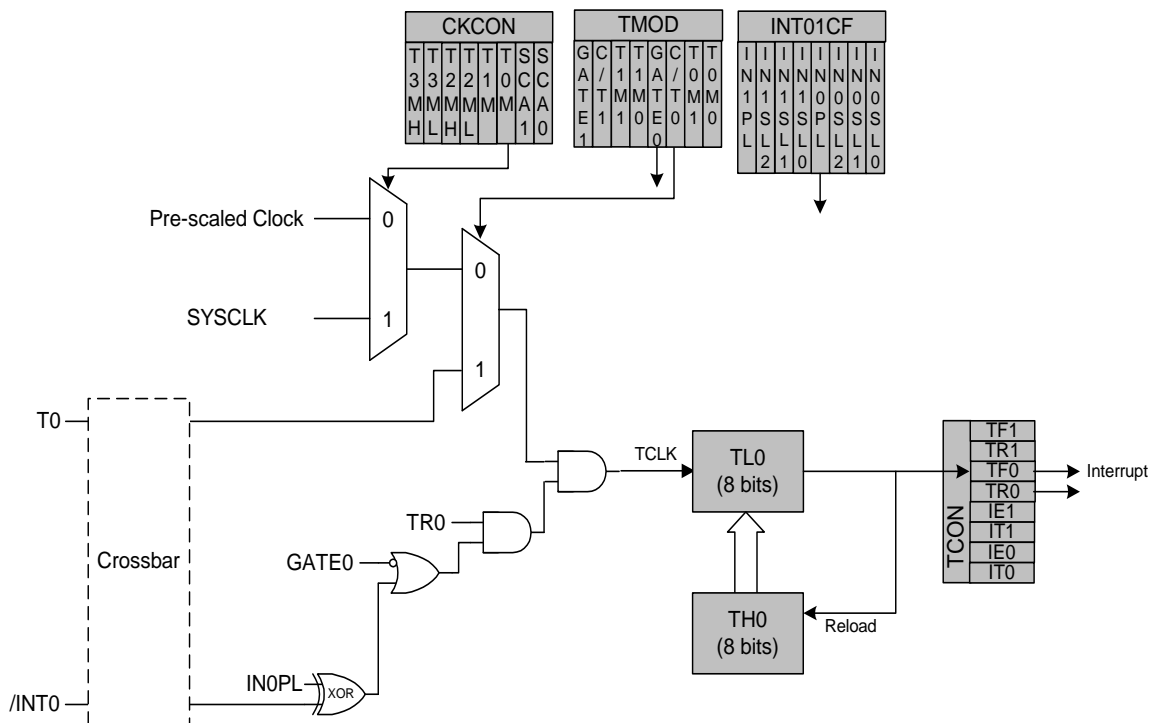 CKCON
T3MH
T3ML
T2MH
T2ML
T1M
T0M
SCA1
SCA0
TMOD
GATE1
C/T1
T1M1
T1M0
GATE0
C/T0
T0M1
T0M0
INT01CF
IN1PL
IN1SL2
IN1SL1
IN1SL0
IN0PL
IN0SL2
IN0SL1
IN0SL0
Pre-scaled Clock
0
SYSCLK
1
0
1
T0
Crossbar
/INT0
TR0
GATE0
IN0PL
XOR
TCLK
TL0
(8 bits)
TH0
(8 bits)
Reload
TCON
TF1
TR1
TF0
TR0
IE1
IT1
IE0
IT0
Interrupt